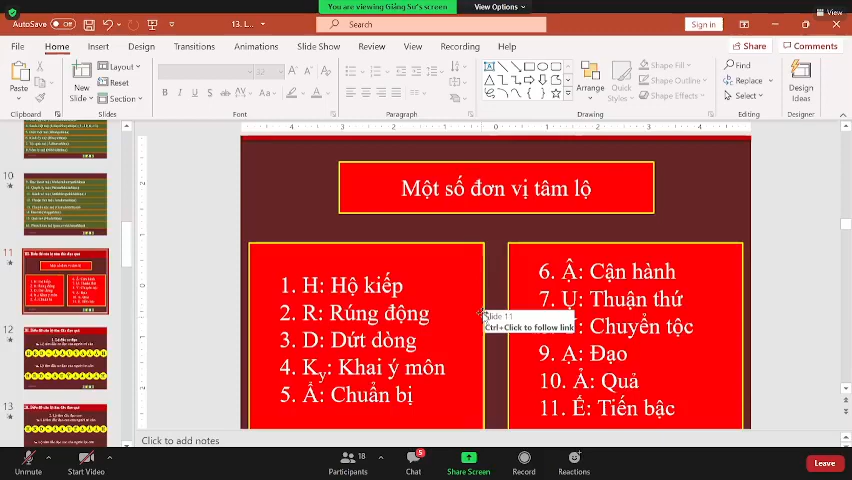 You are viewing Giảng Sư's screen
View Options
View
AutoSave
Off
13. L...
Search
Sign in
File
Home
Insert
Design
Transitions
Animations
Slide Show
Review
View
Recording
Help
Share
Comments
Paste
New
Slide
Layout
Reset
Section
Shape Fill
Shape Outline
Shape Effects
Arrange
Quick
Styles
Find
Replace
Select
Design
Ideas
Clipboard
Slides
Font
Paragraph
Drawing
Editing
Designer
10
11
12
13
Một số đơn vị tâm lộ
1. H: Hộ kiếp
2. R: Rúng động
3. D: Dứt dòng
4. Ky: Khai ý môn
5. Ẩ: Chuẩn bị
6. Ậ: Cận hành
7. Ụ: Thuận thứ
: Chuyển tộc
9. Ạ: Đạo
10. Ả: Quả
11. Ế: Tiến bậc
Slide 11
Ctrl+Click to follow link
Click to add notes
Unmute
Start Video
Participants
18
Chat
5
Share Screen
Record
Reactions
Leave